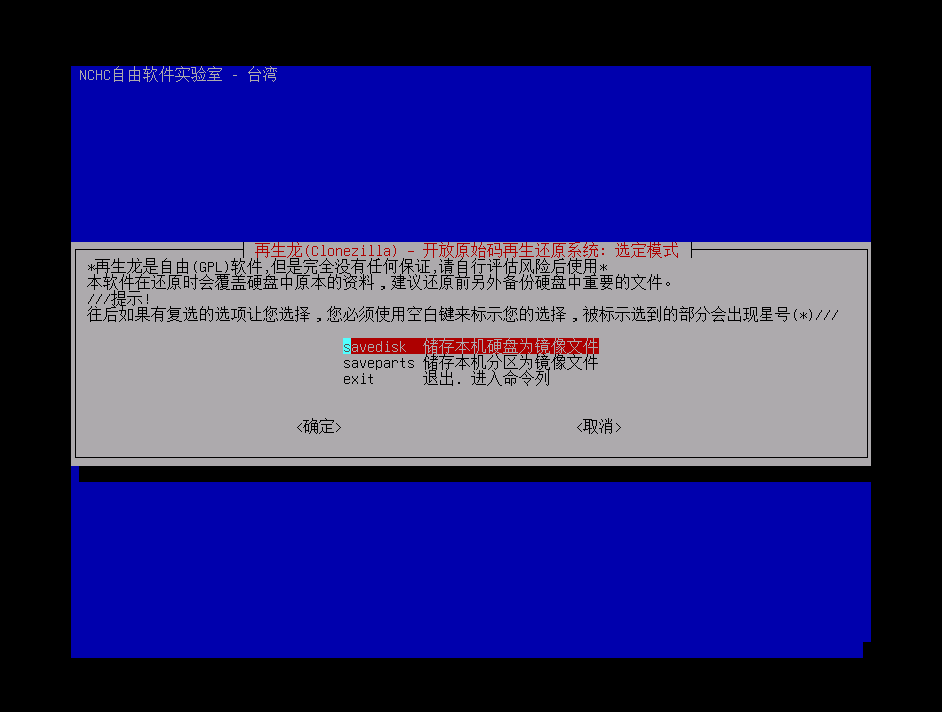 NCHC自由软件实验室 - 台湾
再生龙(Clonezilla) - 开放原始码再生还原系统: 选定模式
*再生龙是自由(GPL)软件,但是完全没有任何保证,请自行评估风险后使用*
本软件在还原时会覆盖硬盘中原本的资料，建议还原前另外备份硬盘中重要的文件。
///提示!
往后如果有复选的选项让您选择，您必须使用空白键来标示您的选择，被标示选到的部分会出现星号(*)///
savedisk 储存本机硬盘为镜像文件
saveparts 储存本机分区为镜像文件
exit 退出. 进入命令列
<确定> <取消>